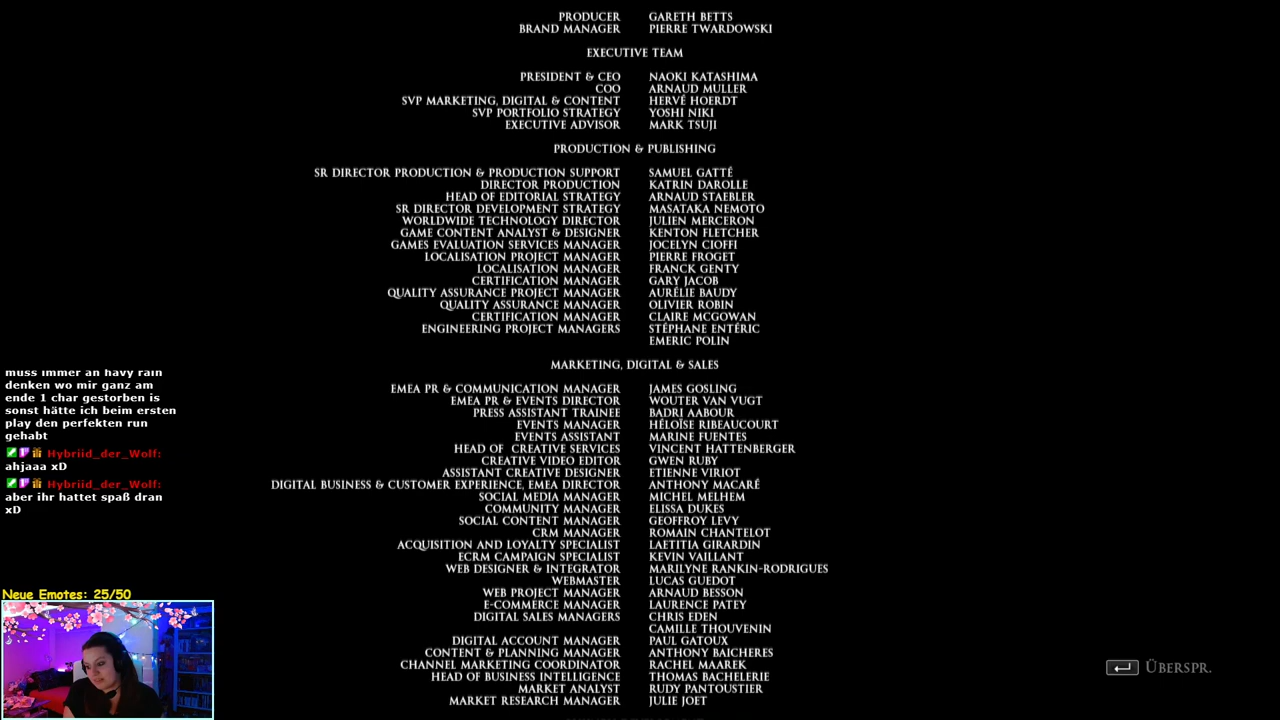 PRODUCER GARETH BETTS
BRAND MANAGER PIERRE TWARDOWSKI
EXECUTIVE TEAM
PRESIDENT & CEO NAOKI KATASHIMA
COO ARNAUD MULLER
SVP MARKETING, DIGITAL & CONTENT HERVÉ HOERDT
SVP PORTFOLIO STRATEGY YOSHI NIKI
EXECUTIVE ADVISOR MARK TSUJI
PRODUCTION & PUBLISHING
SR DIRECTOR PRODUCTION & PRODUCTION SUPPORT SAMUEL GATTÉ
DIRECTOR PRODUCTION KATRIN DAROLLE
HEAD OF EDITORIAL STRATEGY ARNAUD STAEBLER
SR DIRECTOR DEVELOPMENT STRATEGY MASATAKA NEMOTO
WORLDWIDE TECHNOLOGY DIRECTOR JULIEN MERCERON
GAME CONTENT ANALYST & DESIGNER KENTON FLETCHER
GAMES EVALUATION SERVICES MANAGER JOCELYN CIOFFI
LOCALISATION PROJECT MANAGER PIERRE FROGET
LOCALISATION MANAGER FRANCK GENTY
CERTIFICATION MANAGER GARY JACOB
QUALITY ASSURANCE PROJECT MANAGER AURÉLIE BAUDY
QUALITY ASSURANCE MANAGER OLIVIER ROBIN
CERTIFICATION MANAGER CLAIRE MCGOWAN
ENGINEERING PROJECT MANAGERS STÉPHANE ENTÉRIC
EMERIC POLIN
MARKETING, DIGITAL & SALES
EMEA PR & COMMUNICATION MANAGER JAMES GOSLING
EMEA PR & EVENTS DIRECTOR WOUTER VAN VUGT
PRESS ASSISTANT TRAINEE BADRI AABOUR
EVENTS MANAGER HÉLOÏSE RIBEAUCOURT
EVENTS ASSISTANT MARINE FUENTES
HEAD OF CREATIVE SERVICES VINCENT HATTENBERGER
CREATIVE VIDEO EDITOR GWEN RUBY
ASSISTANT CREATIVE DESIGNER ETIENNE VIRIOT
DIGITAL BUSINESS & CUSTOMER EXPERIENCE, EMEA DIRECTOR ANTHONY MACARÉ
SOCIAL MEDIA MANAGER MICHEL MELHEM
COMMUNITY MANAGER ELISSA DUKES
SOCIAL CONTENT MANAGER GEOFFROY LEVY
CRM MANAGER ROMAIN CHANTELOT
ACQUISITION AND LOYALTY SPECIALIST LAETITIA GIRARDIN
ECRM CAMPAIGN SPECIALIST KEVIN VAILLANT
WEB DESIGNER & INTEGRATOR MARILYNE RANKIN-RODRIGUES
WEBMASTER LUCAS GUEDOT
WEB PROJECT MANAGER ARNAUD BESSON
E-COMMERCE MANAGER LAURENCE PATEY
DIGITAL SALES MANAGERS CHRIS EDEN
CAMILLE THOUVENIN
DIGITAL ACCOUNT MANAGER PAUL GATOUX
CONTENT & PLANNING MANAGER ANTHONY BAICHERES
CHANNEL MARKETING COORDINATOR RACHEL MAAREK
HEAD OF BUSINESS INTELLIGENCE THOMAS BACHELERIE
MARKET ANALYST RUDY PANTOUSTIER
MARKET RESEARCH MANAGER JULIE JOET
muss immer an havy rain
denken wo mir ganz am
ende 1 char gestorben is
sonst hätte ich beim ersten
play den perfekten run
gehabt
Hybriid_der_Wolf:
ahjaaa xD
Hybriid_der_Wolf:
aber ihr hattet spaß dran
xD
Neue Emotes: 25/50
ÜBERSPR.